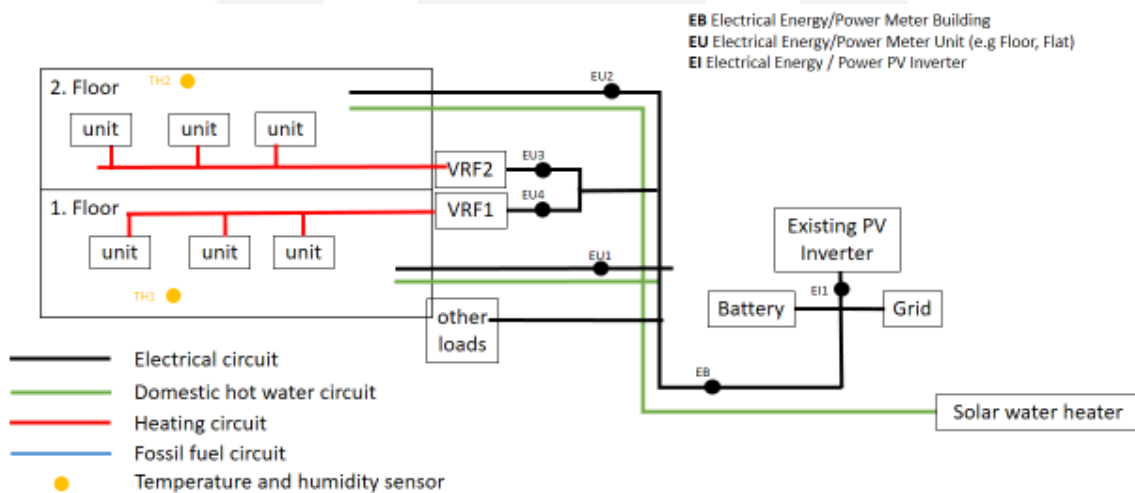 EB Electrical Energy/Power Meter Building
EU Electrical Energy/Power Meter Unit (e.g Floor, Flat)
EI Electrical Energy / Power PV Inverter
2. Floor
TH2
EU2
unit
unit
unit
VRF2
EU3
1. Floor
VRF1
EU4
unit
unit
unit
TH1
EU1
Existing PV
Inverter
EI1
Battery
Grid
other
loads
EB
Solar water heater
Electrical circuit
Domestic hot water circuit
Heating circuit
Fossil fuel circuit
Temperature and humidity sensor